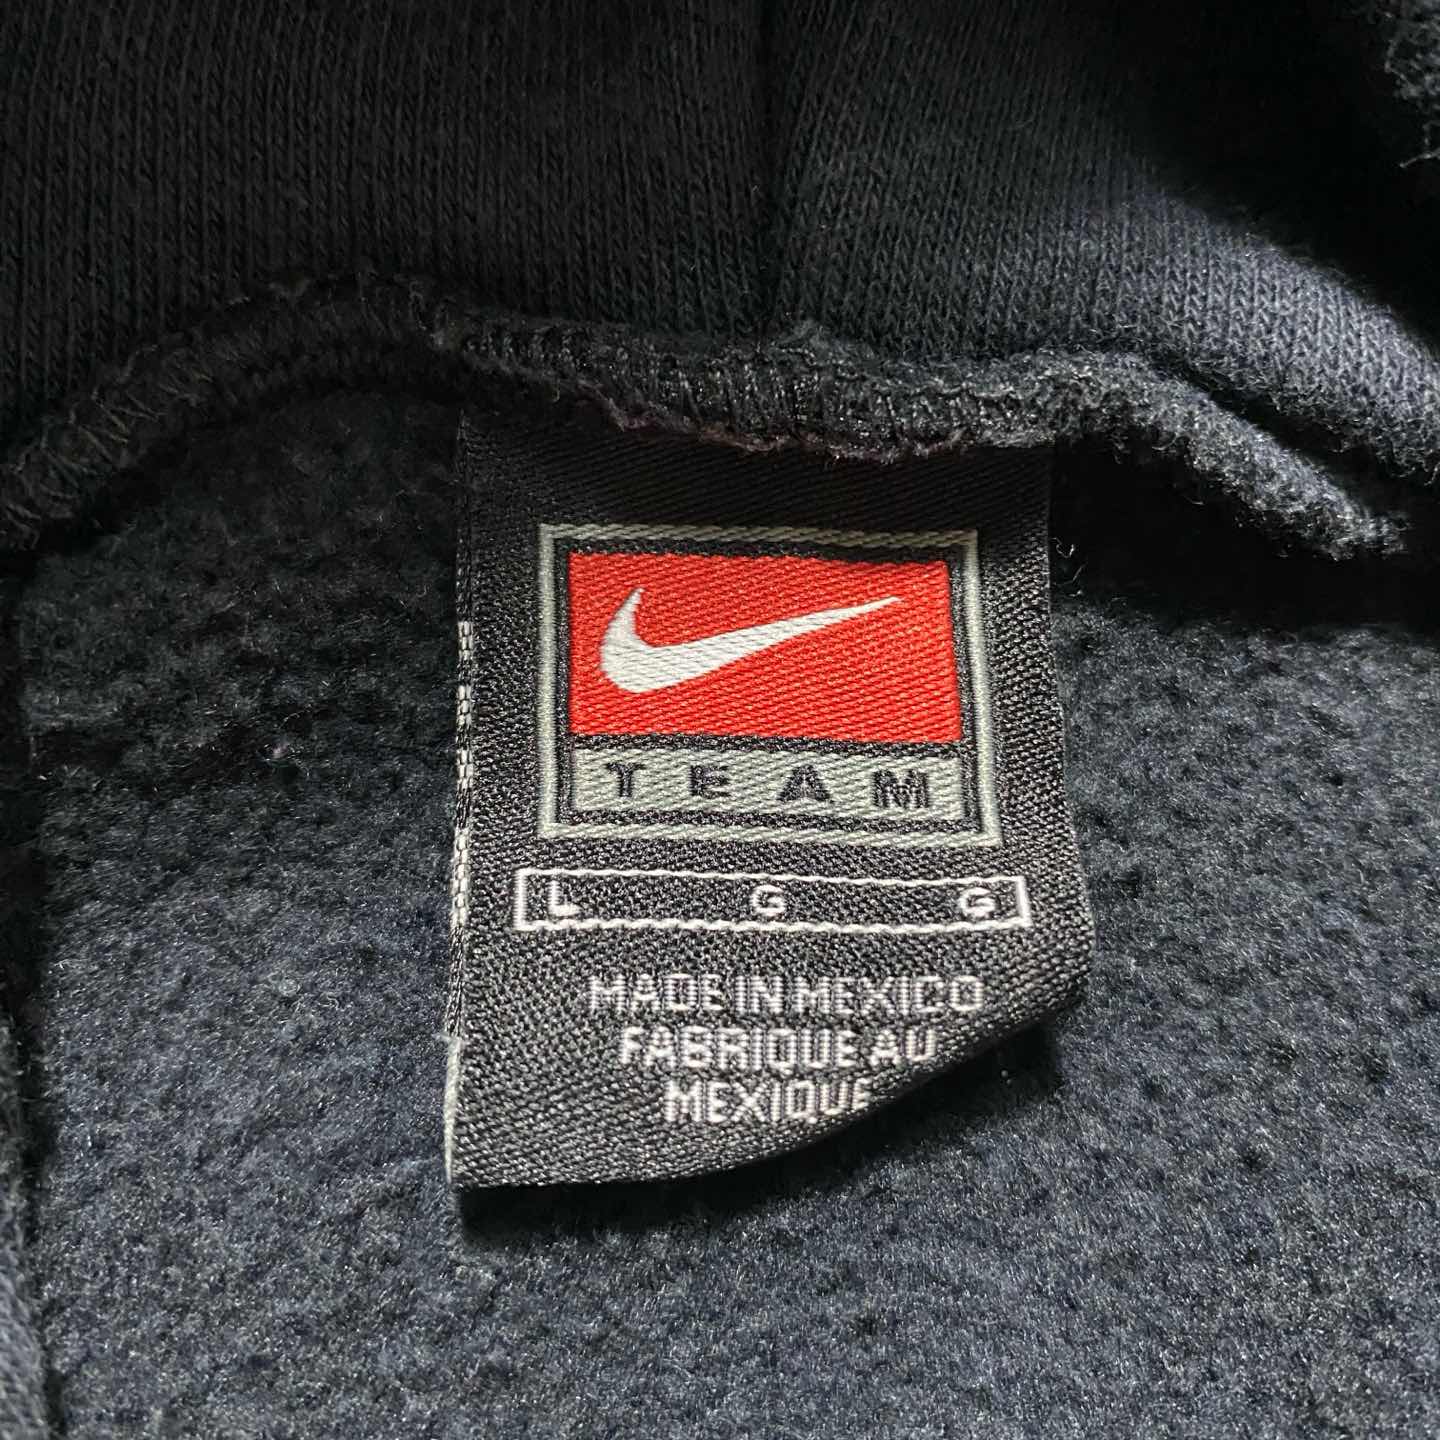 TEAM
L G G
MADE IN MEXICO
FABRIQUE AU
MEXIQUE